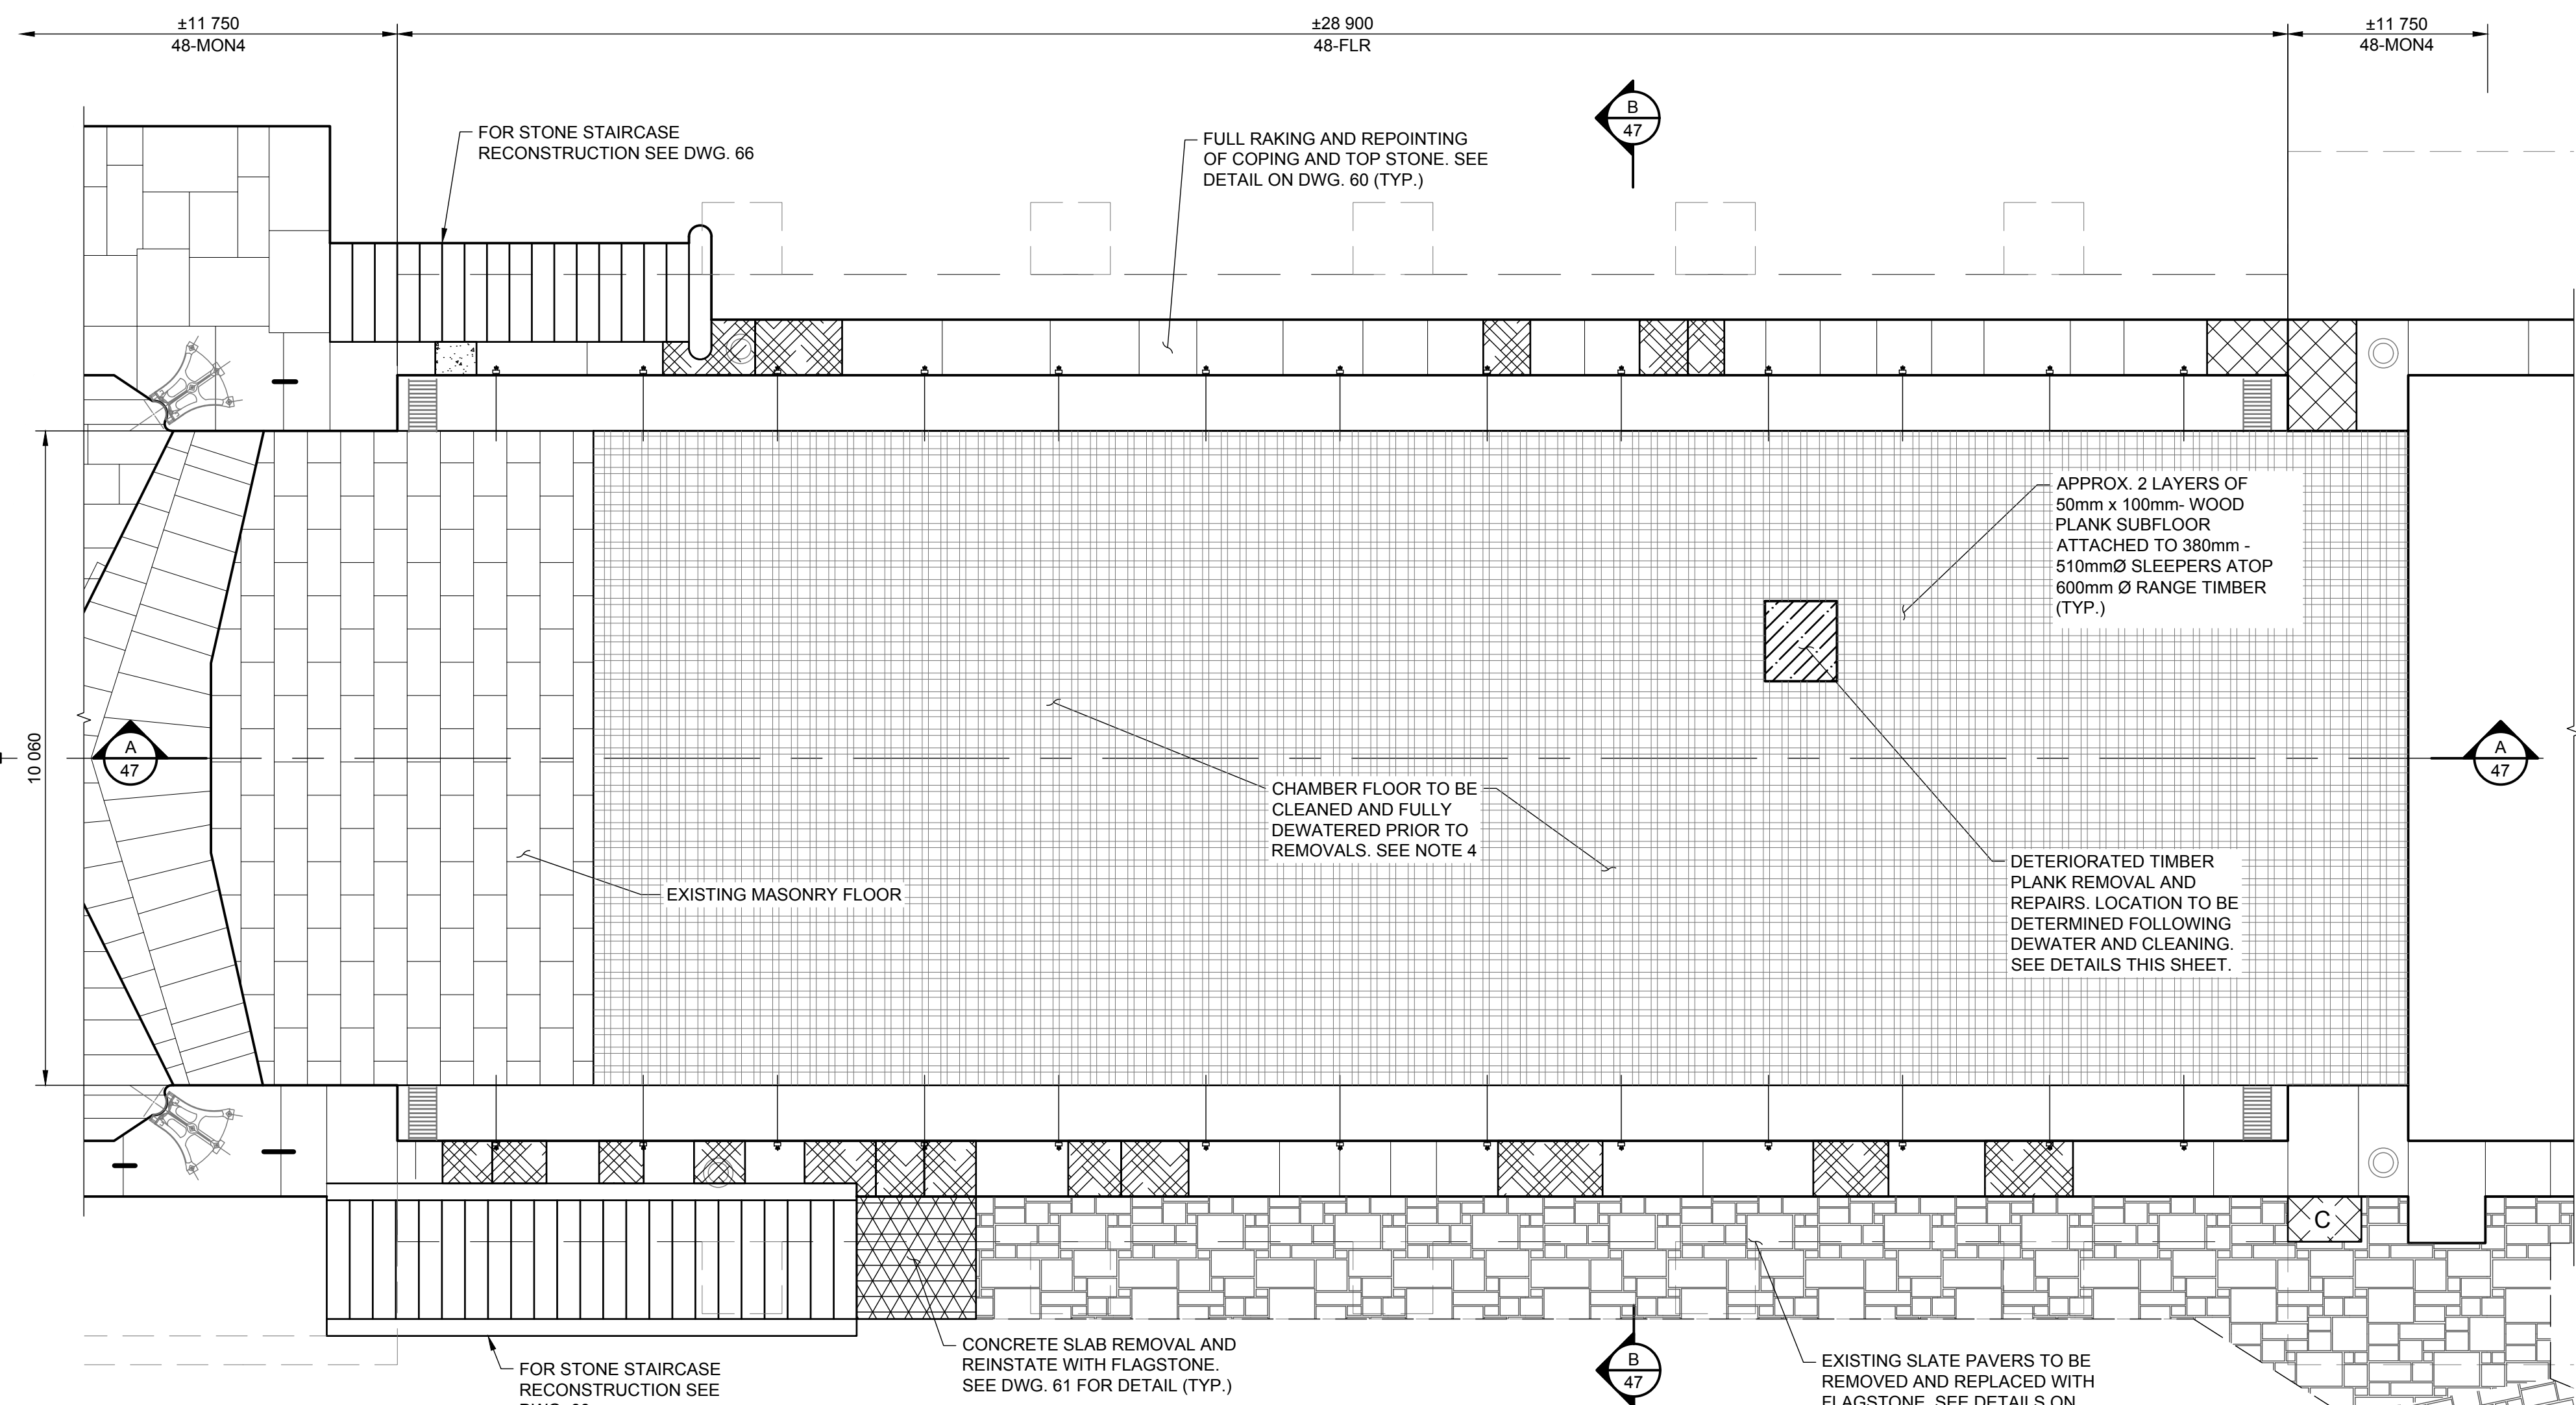 ±11 750
48-MON4
±28 900
48-FLR
±11 750
48-MON4
B
47
FOR STONE STAIRCASE
RECONSTRUCTION SEE DWG. 66
FULL RAKING AND REPOINTING
OF COPING AND TOP STONE. SEE
DETAIL ON DWG. 60 (TYP.)
APPROX. 2 LAYERS OF
50mm x 100mm- WOOD
PLANK SUBFLOOR
ATTACHED TO 380mm -
510mmØ SLEEPERS ATOP
600mm Ø RANGE TIMBER
(TYP.)
10 060
A
47
A
47
CHAMBER FLOOR TO BE
CLEANED AND FULLY
DEWATERED PRIOR TO
REMOVALS. SEE NOTE 4
EXISTING MASONRY FLOOR
DETERIORATED TIMBER
PLANK REMOVAL AND
REPAIRS. LOCATION TO BE
DETERMINED FOLLOWING
DEWATER AND CLEANING.
SEE DETAILS THIS SHEET.
C
CONCRETE SLAB REMOVAL AND
REINSTATE WITH FLAGSTONE.
SEE DWG. 61 FOR DETAIL (TYP.)
B
47
FOR STONE STAIRCASE
RECONSTRUCTION SEE
EXISTING SLATE PAVERS TO BE
REMOVED AND REPLACED WITH
FLAGSTONE. SEE DETAILS ON